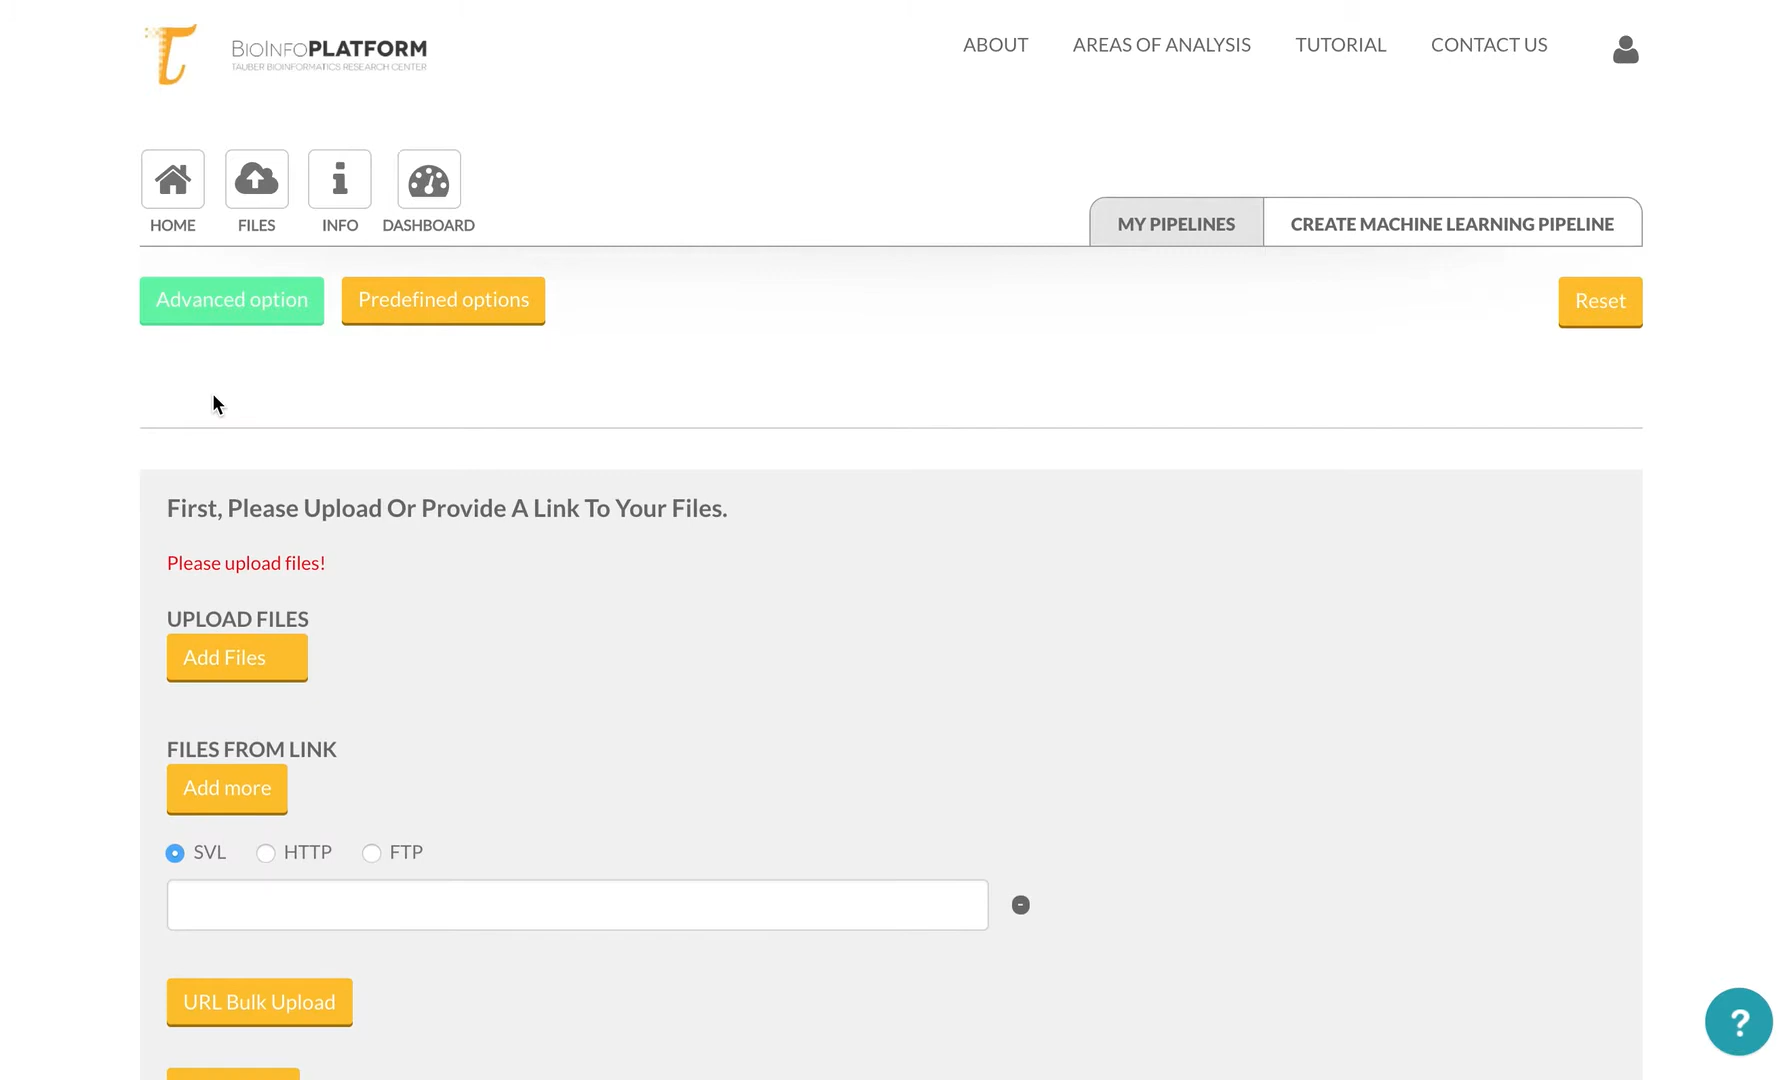 BIOINFOPLATFORM
TAUBER BIOINFORMATICS RESEARCH CENTER
ABOUT
AREAS OF ANALYSIS
TUTORIAL
CONTACT US
HOME
FILES
INFO
DASHBOARD
MY PIPELINES
CREATE MACHINE LEARNING PIPELINE
Advanced option
Predefined options
Reset
First, Please Upload Or Provide A Link To Your Files.
Please upload files!
UPLOAD FILES
Add Files
FILES FROM LINK
Add more
SVL
HTTP
FTP
-
URL Bulk Upload
?